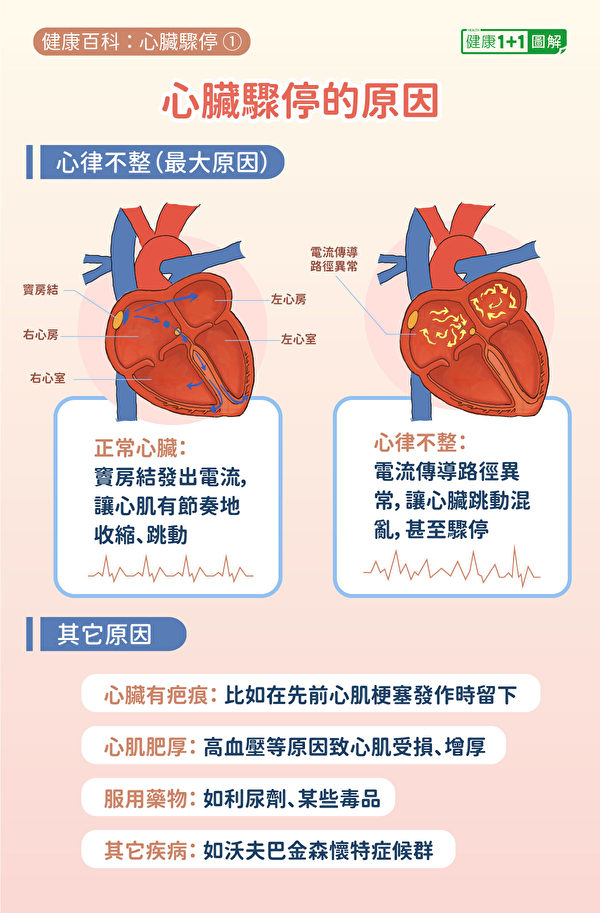 健康百科：心臟驟停①
健康1+1 圖解
心臟驟停的原因
心律不整（最大原因）
竇房結
右心房
右心室
左心房
左心室
電流傳導
路徑異常
正常心臟：
竇房結發出電流，
讓心肌有節奏地
收縮、跳動
心律不整：
電流傳導路徑異
常，讓心臟跳動混
亂，甚至驟停
其它原因
心臟有疤痕：比如在先前心肌梗塞發作時留下
心肌肥厚：高血壓等原因致心肌受損、增厚
服用藥物：如利尿劑、某些毒品
其它疾病：如沃夫巴金森懷特症候群